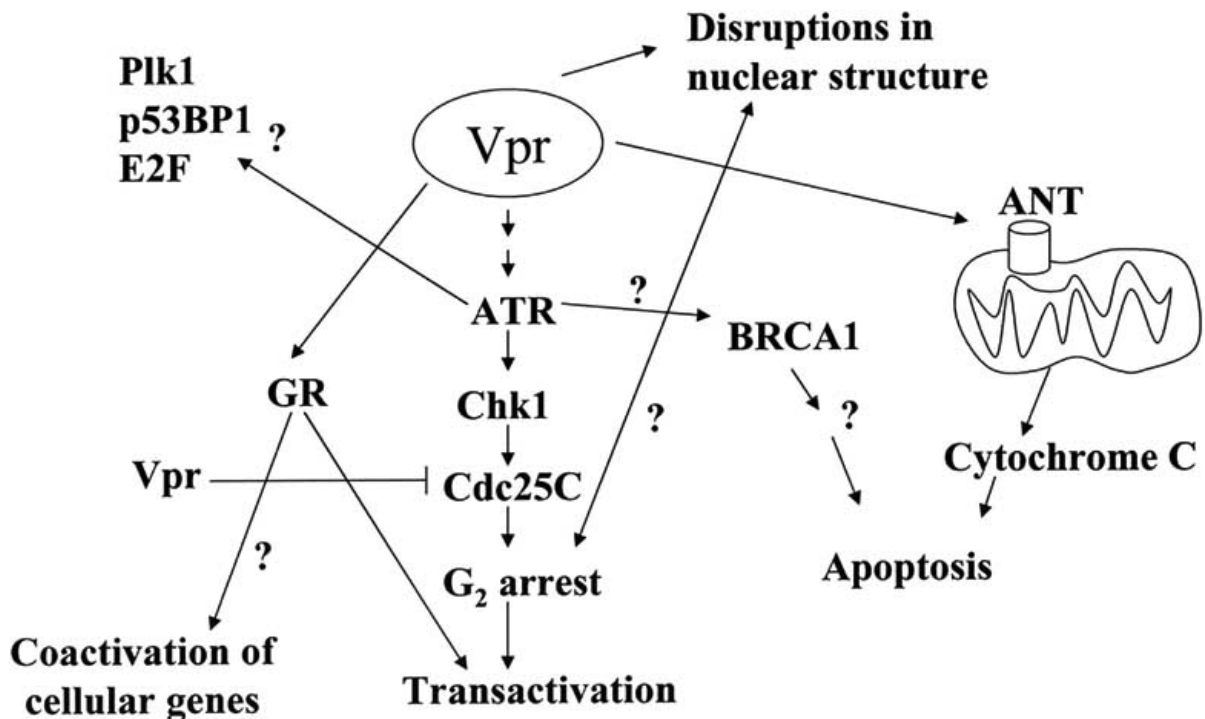 Disruptions in
nuclear structure
Plk1
p53BP1
E2F
?
Vpr
ANT
ATR
?
BRCA1
GR
Chk1
?
?
Vpr
Cdc25C
Cytochrome C
?
G₂ arrest
Apoptosis
Coactivation of
cellular genes
Transactivation